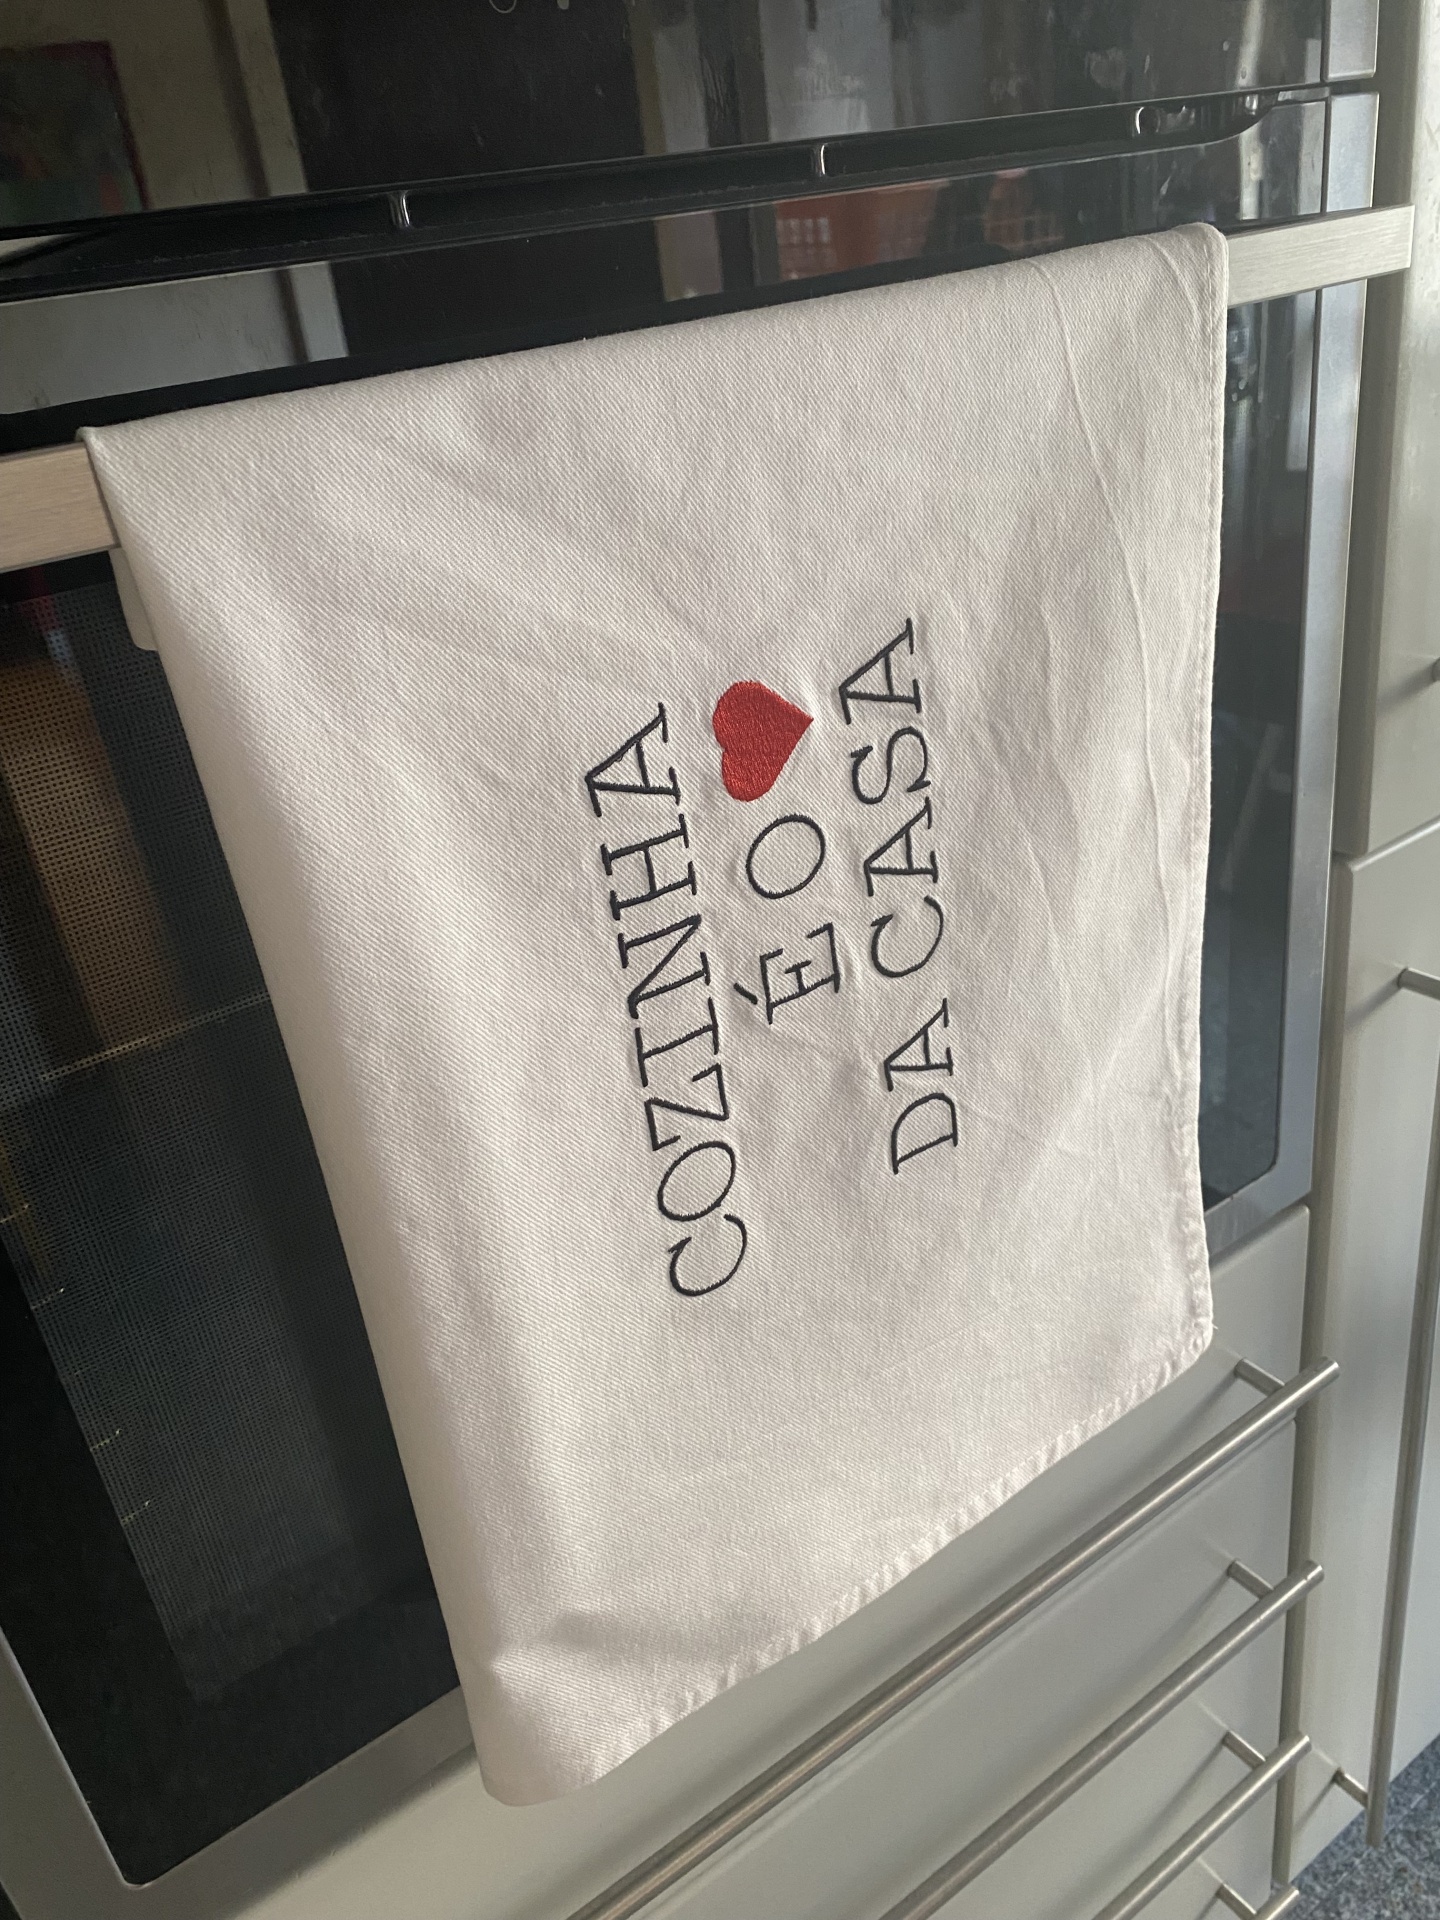 COZINHA
É O ♥
DA CASA